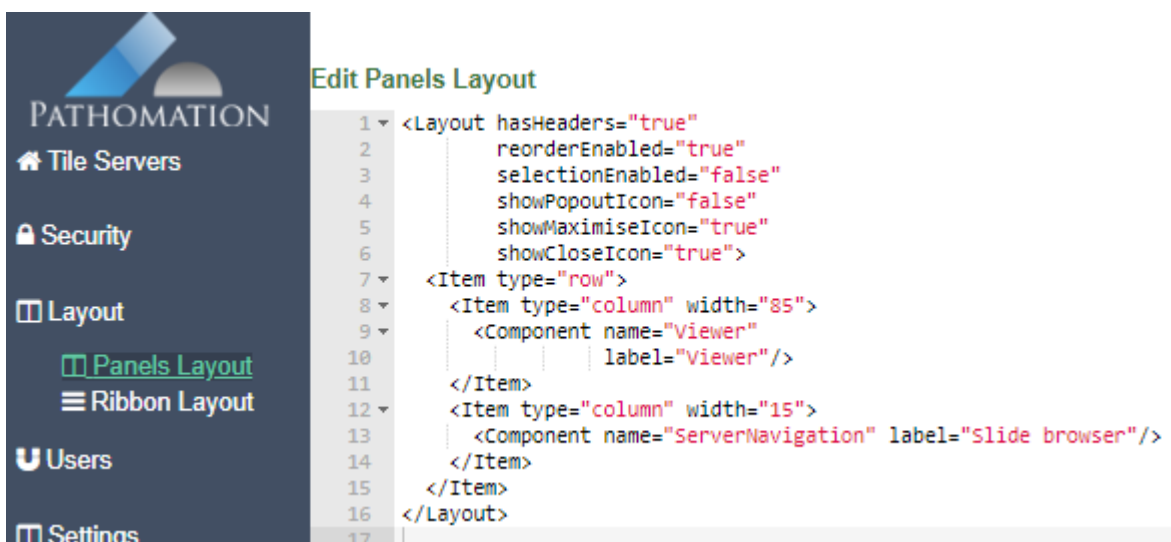 PATHOMATION
Tile Servers
Security
Layout
Panels Layout
Ribbon Layout
Users
Settings
Edit Panels Layout
1 <Layout hasHeaders="true"
2 reorderEnabled="true"
3 selectionEnabled="false"
4 showPopoutIcon="false"
5 showMaximiseIcon="true"
6 showCloseIcon="true">
7 <Item type="row">
8 <Item type="column" width="85">
9 <Component name="Viewer"
10 label="Viewer"/>
11 </Item>
12 <Item type="column" width="15">
13 <Component name="ServerNavigation" label="Slide browser"/>
14 </Item>
15 </Item>
16 </Layout>
17